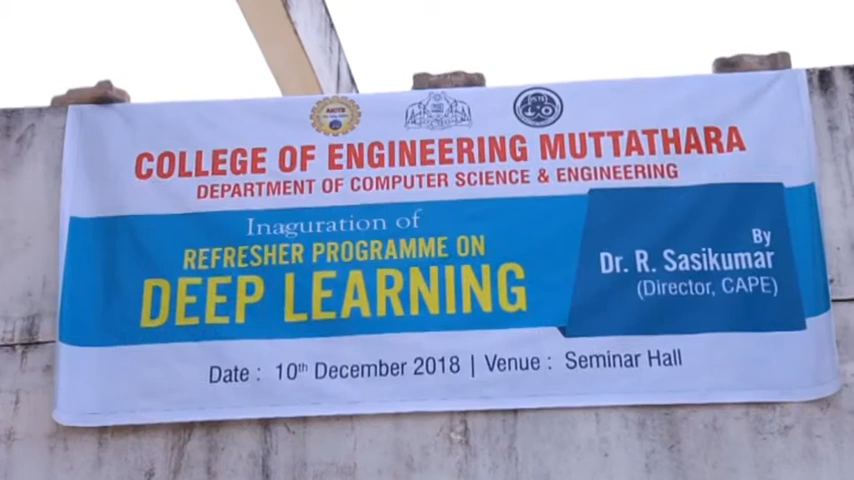 COLLEGE OF ENGINEERING MUTTATHARA
DEPARTMENT OF COMPUTER SCIENCE & ENGINEERING
Inaguration of
REFRESHER PROGRAMME ON
DEEP LEARNING
By
Dr. R. Sasikumar
(Director, CAPE)
Date : 10th December 2018 | Venue : Seminar Hall